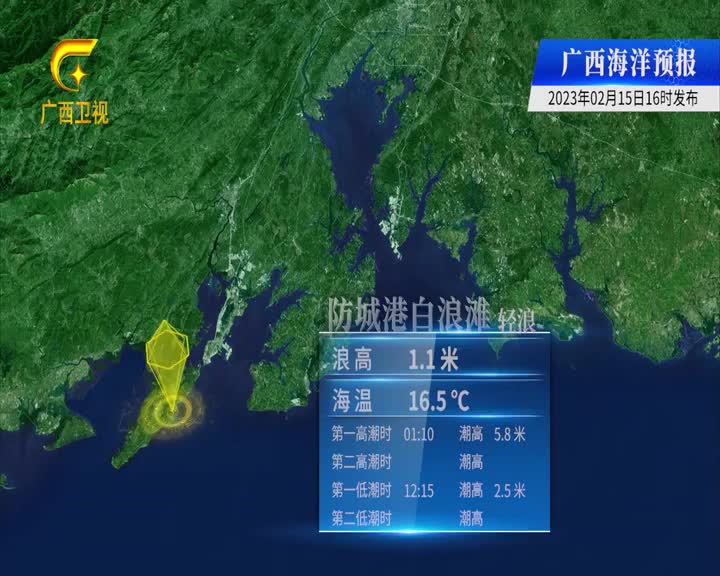 广西卫视
广西海洋预报
2023年02月15日16时发布
防城港白浪滩 轻浪
浪高 1.1 米
海温 16.5 ℃
第一高潮时 01:10 潮高 5.8 米
第二高潮时 潮高
第一低潮时 12:15 潮高 2.5 米
第二低潮时 潮高